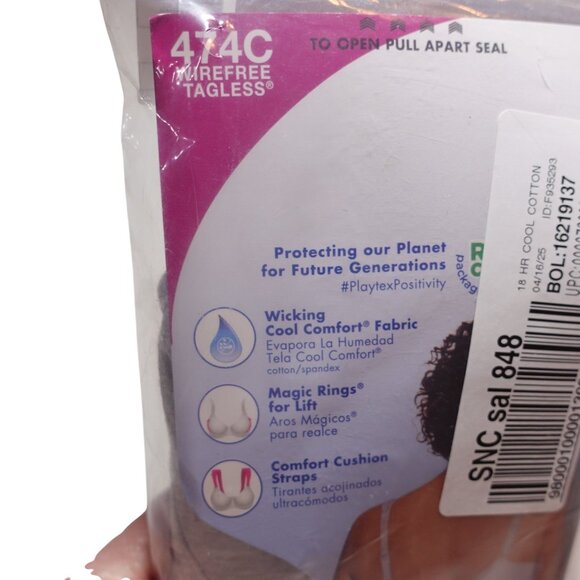 474C
WIREFREE
TAGLESS®
TO OPEN PULL APART SEAL
Protecting our Planet
for Future Generations
#PlaytexPositivity
packag
Wicking
Cool Comfort® Fabric
Evapora La Humedad
Tela Cool Comfort®
cotton/spandex
Magic Rings®
for Lift
Aros Mágicos®
para realce
Comfort Cushion
Straps
Tirantes acojinados
ultracómodos
18 HR COOL COTTON
04/16/25 ID:F935293
BOL:16219137
SNC sal 848